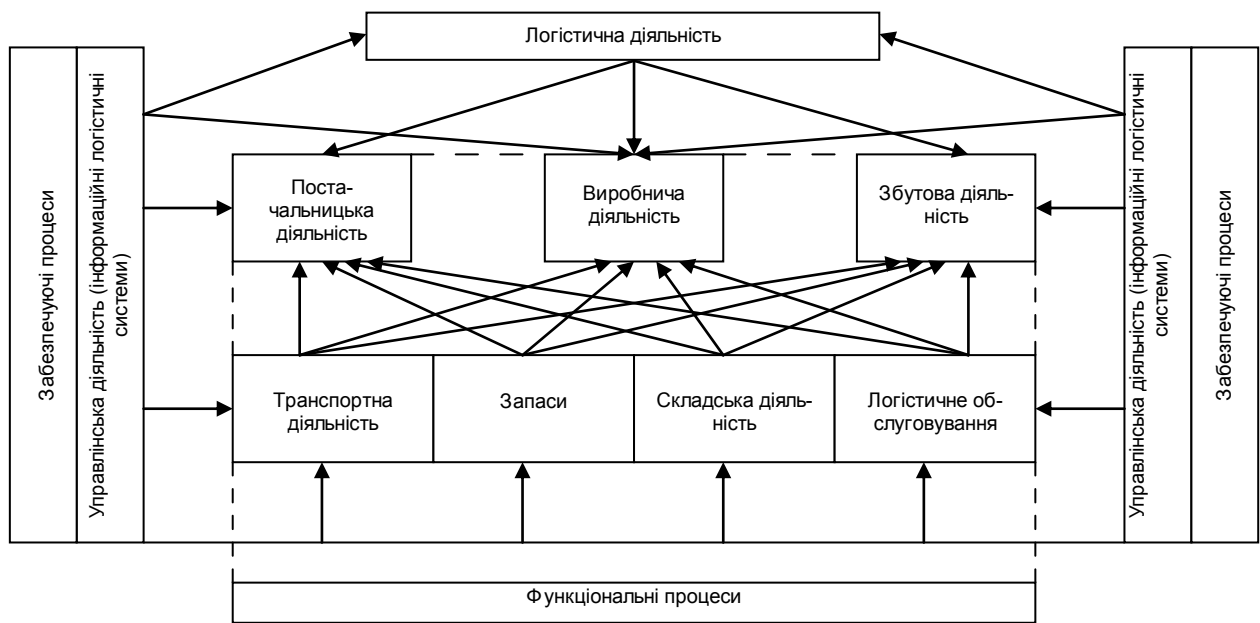 Логістична діяльність
Забезпечуючі процеси
Управлінська діяльність (інформаційні логістичні
системи)
Поста-
чальницька
діяльність
Виробнича
діяльність
Збутова діяль-
ність
Транспортна
діяльність
Запаси
Складська діяль-
ність
Логістичне об-
слуговування
Управлінська діяльність (інформаційні логістичні
системи)
Забезпечуючі процеси
Функціональні процеси